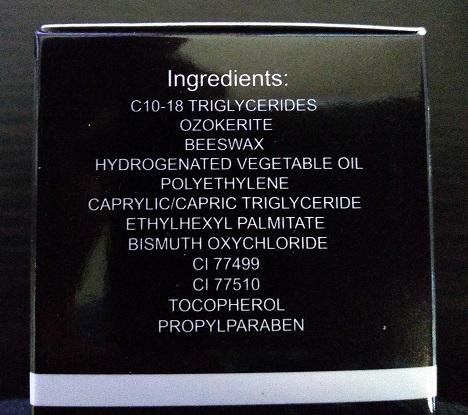 Ingredients:
C10-18 TRIGLYCERIDES
OZOKERITE
BEESWAX
HYDROGENATED VEGETABLE OIL
POLYETHYLENE
CAPRYLIC/CAPRIC TRIGLYCERIDE
ETHYLHEXYL PALMITATE
BISMUTH OXYCHLORIDE
CI 77499
CI 77510
TOCOPHEROL
PROPYLPARABEN